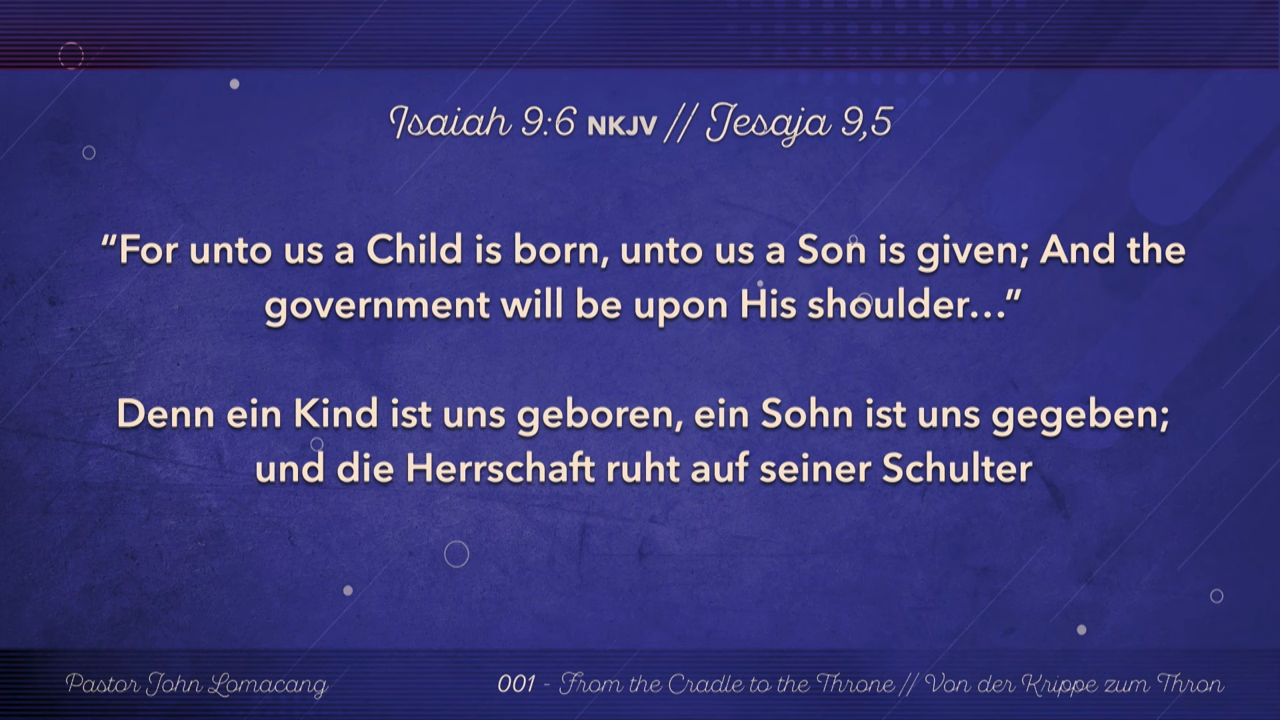 Isaiah 9:6 NKJV // Jesaja 9,5
“For unto us a Child is born, unto us a Son is given; And the
government will be upon His shoulder…”
Denn ein Kind ist uns geboren, ein Sohn ist uns gegeben;
und die Herrschaft ruht auf seiner Schulter
Pastor John Lomacang
001 - From the Cradle to the Throne // Von der Krippe zum Thron